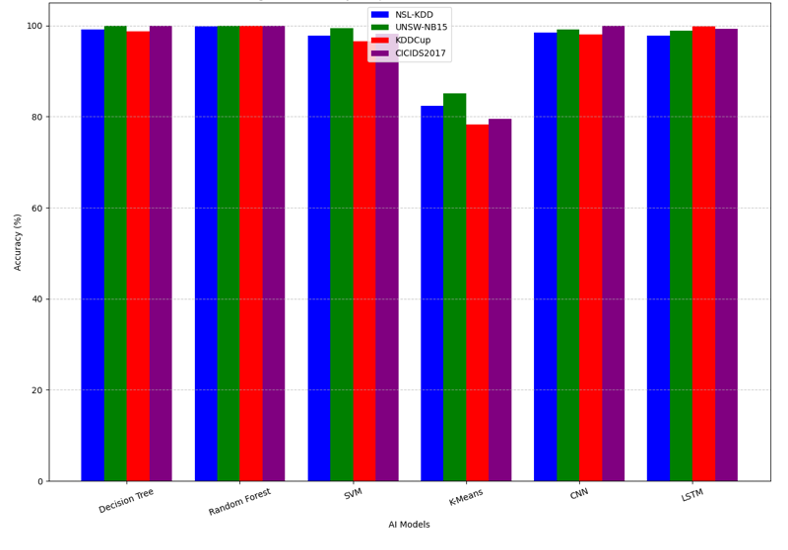 NSL-KDD
UNSW-NB15
KDDCup
CICIDS2017
Accuracy (%)
100
80
60
40
20
0
Decision Tree
Random Forest
SVM
K-Means
CNN
LSTM
AI Models